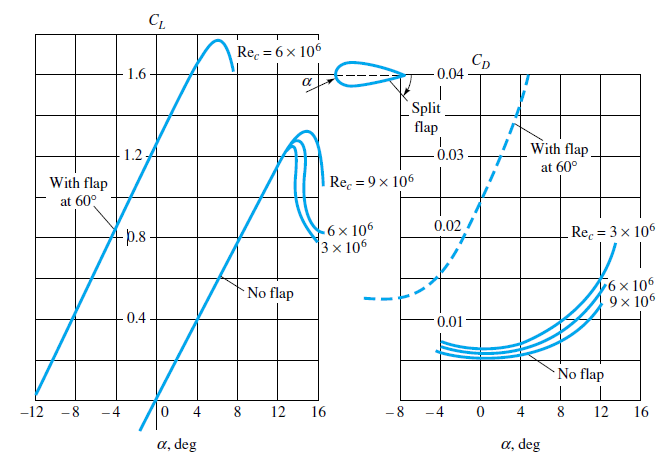 C_L
Re_c = 6 × 10^6
1.6
α
C_D
0.04
Split
flap
1.2
0.03
With flap
at 60°
With flap
at 60°
Re_c = 9 × 10^6
0.8
6 × 10^6
3 × 10^6
0.02
Re_c = 3 × 10^6
No flap
6 × 10^6
9 × 10^6
0.4
0.01
No flap
−12 −8 −4 0 4 8 12 16
−8 −4 0 4 8 12 16
α, deg
α, deg